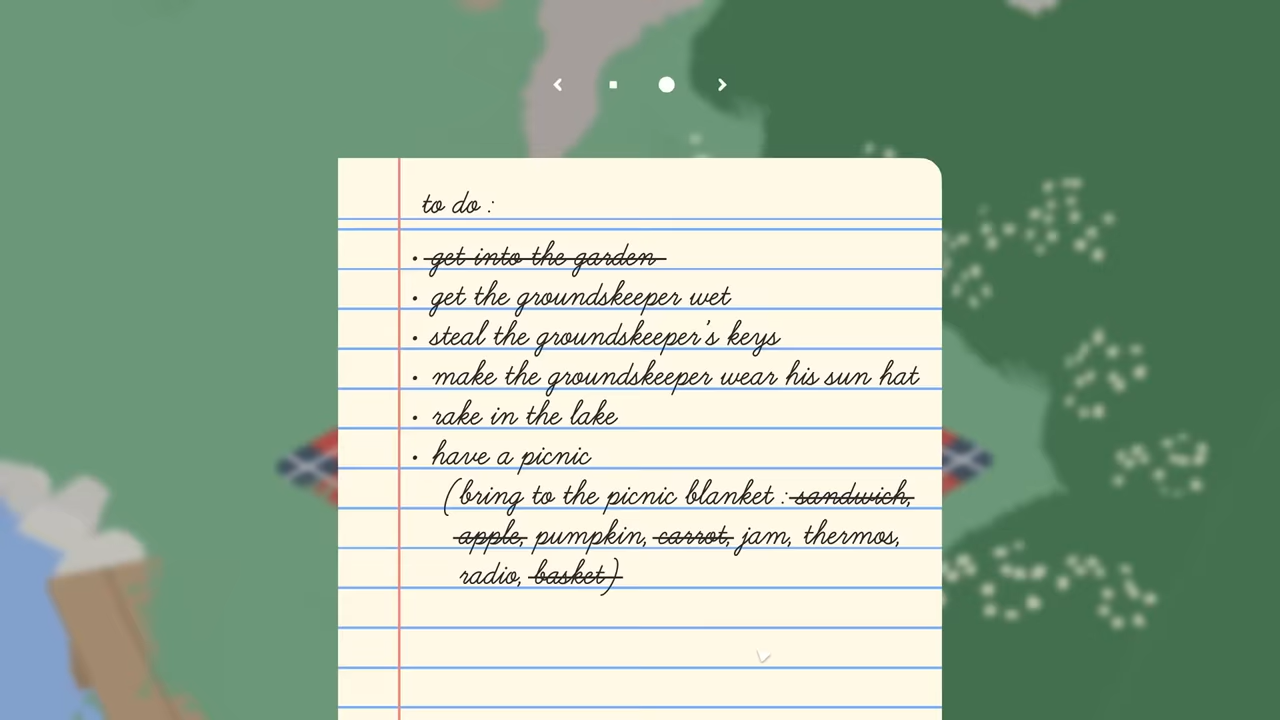 to do :
• get into the garden
• get the groundskeeper wet
• steal the groundskeeper's keys
• make the groundskeeper wear his sun hat
• rake in the lake
• have a picnic
(bring to the picnic blanket : sandwich,
apple, pumpkin, carrot, jam, thermos,
radio, basket)